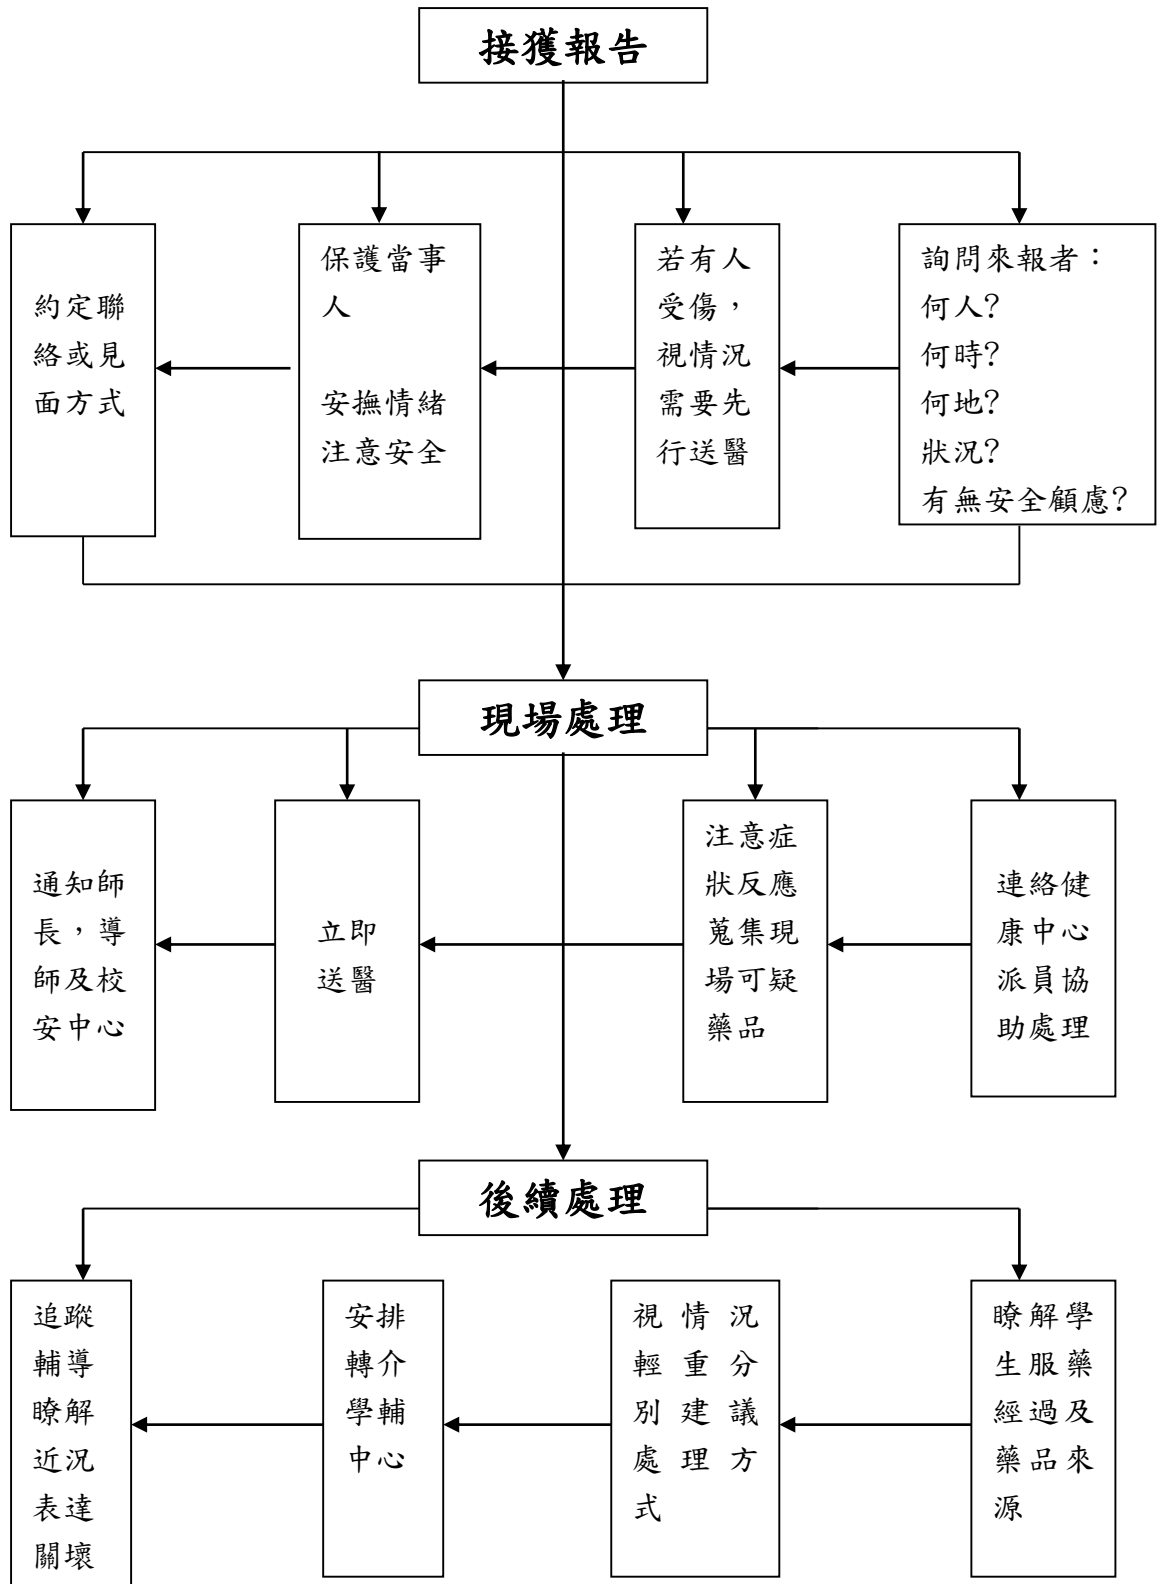 接獲報告
約定聯
絡或見
面方式
保護當事
人
安撫情緒
注意安全
若有人
受傷，
視情況
需要先
行送醫
詢問來報者：
何人?
何時?
何地?
狀況?
有無安全顧慮?
現場處理
通知師
長，導
師及校
安中心
立即
送醫
注意症
狀反應
蒐集現
場可疑
藥品
連絡健
康中心
派員協
助處理
後續處理
追蹤
輔導
瞭解
近況
表達
關壞
安排
轉介
學輔
中心
視情況
輕重分
別建議
處理方
式
瞭解學
生服藥
經過及
藥品來
源